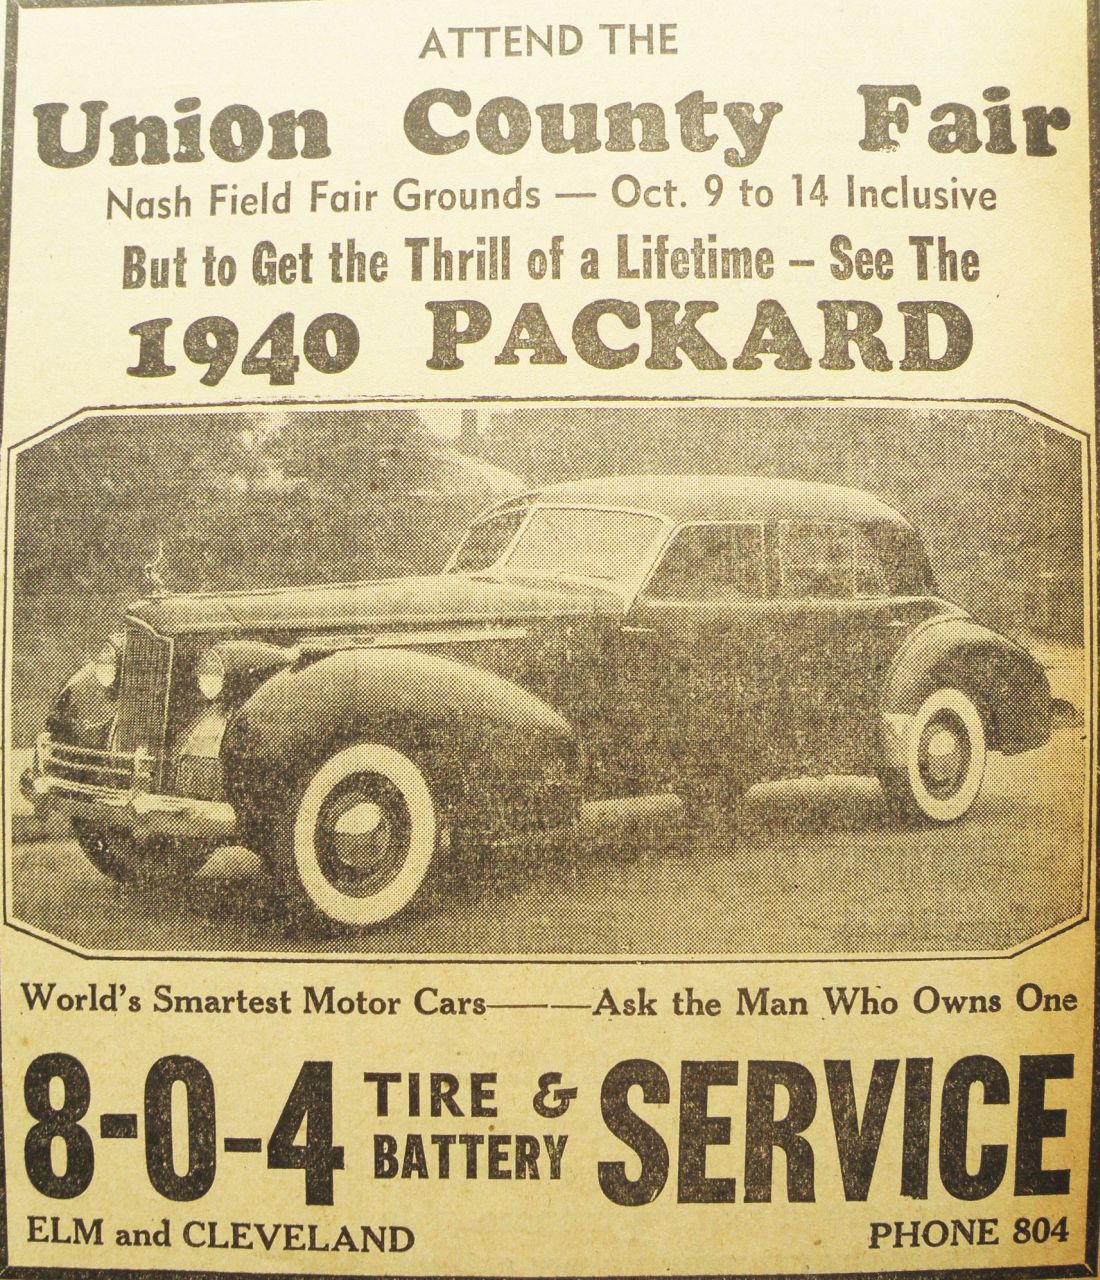 ATTEND THE
Union County Fair
Nash Field Fair Grounds — Oct. 9 to 14 Inclusive
But to Get the Thrill of a Lifetime – See The
1940 PACKARD
World's Smartest Motor Cars———Ask the Man Who Owns One
8-0-4 TIRE & BATTERY SERVICE
ELM and CLEVELAND PHONE 804